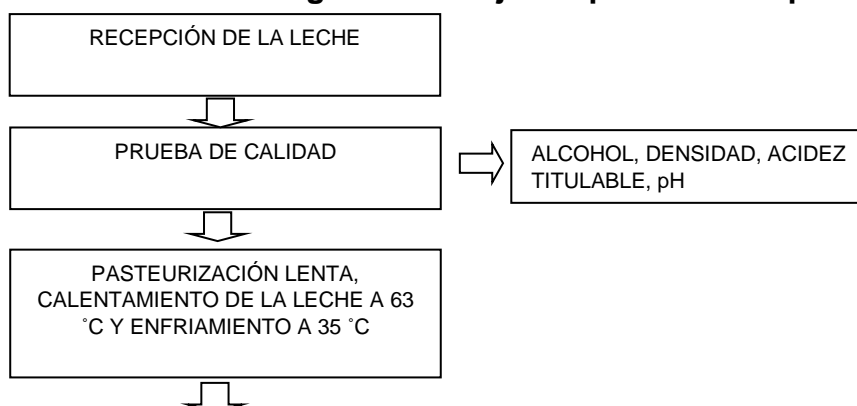 RECEPCIÓN DE LA LECHE
PRUEBA DE CALIDAD
ALCOHOL, DENSIDAD, ACIDEZ
TITULABLE, pH
PASTEURIZACIÓN LENTA,
CALENTAMIENTO DE LA LECHE A 63
˚C Y ENFRIAMIENTO A 35 ˚C